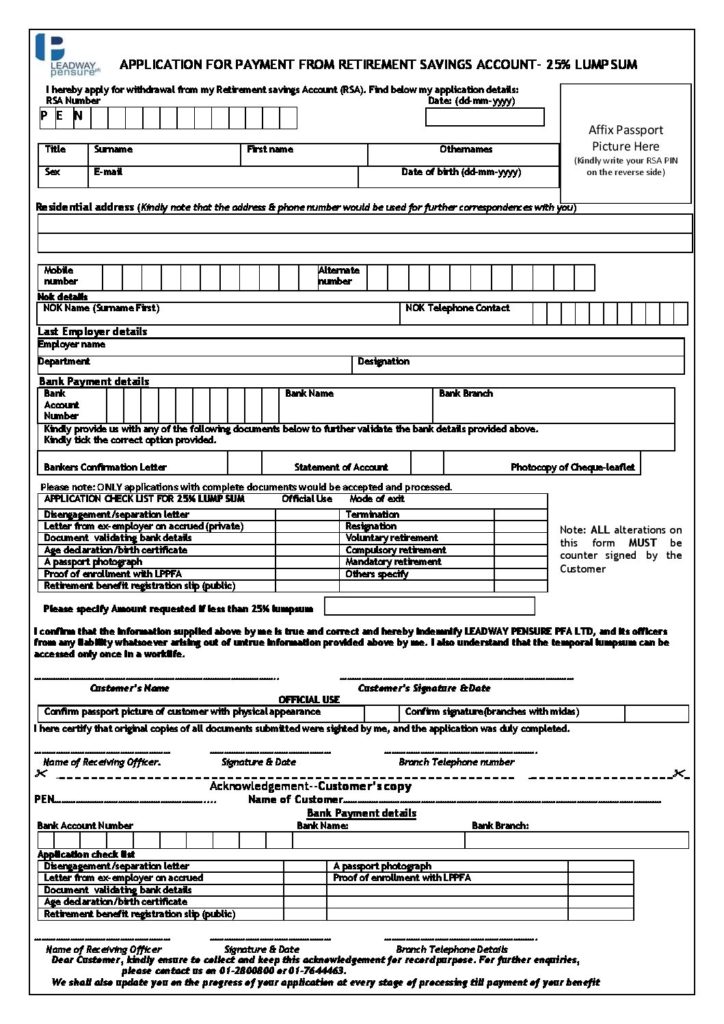 LEADWAY
pensure
APPLICATION FOR PAYMENT FROM RETIREMENT SAVINGS ACCOUNT- 25% LUMPSUM
I hereby apply for withdrawal from my Retirement savings Account (RSA). Find below my application details:
RSA Number Date: (dd-mm-yyyy)
P E N
Affix Passport
Picture Here
(Kindly write your RSA PIN
on the reverse side)
Title Surname First name Othernames
Sex E-mail Date of birth (dd-mm-yyyy)
Residential address (Kindly note that the address & phone number would be used for further correspondences with you)
Mobile number Alternate number
Nok details
NOK Name (Surname First) NOK Telephone Contact
Last Employer details
Employer name
Department Designation
Bank Payment details
Bank Account Number Bank Name Bank Branch
Kindly provide us with any of the following documents below to further validate the bank details provided above.
Kindly tick the correct option provided.
Bankers Confirmation Letter Statement of Account Photocopy of Cheque-leaflet
Please note: ONLY applications with complete documents would be accepted and processed.
APPLICATION CHECK LIST FOR 25% LUMP SUM Official Use Mode of exit
Disengagement/separation letter Termination
Letter from ex-employer on accrued (private) Resignation
Document validating bank details Voluntary retirement
Age declaration/birth certificate Compulsory retirement
A passport photograph Mandatory retirement
Proof of enrollment with LPPFA Others specify
Retirement benefit registration slip (public)
Note: ALL alterations on
this form MUST be
counter signed by the
Customer
Please specify Amount requested if less than 25% lumpsum
I confirm that the information supplied above by me is true and correct and hereby indemnify LEADWAY PENSURE PFA LTD, and its officers
from any liability whatsoever arising out of untrue information provided above by me. I also understand that the temporal lumpsum can be
accessed only once in a worklife.
Customer's Name Customer's Signature & Date
OFFICIAL USE
Confirm passport picture of customer with physical appearance Confirm signature(branches with midas)
I here certify that original copies of all documents submitted were sighted by me, and the application was duly completed.
Name of Receiving Officer. Signature & Date Branch Telephone number
Acknowledgement--Customer's copy
PEN Name of Customer
Bank Payment details
Bank Account Number Bank Name: Bank Branch:
Application check list
Disengagement/separation letter A passport photograph
Letter from ex-employer on accrued Proof of enrollment with LPPFA
Document validating bank details
Age declaration/birth certificate
Retirement benefit registration slip (public)
Name of Receiving Officer Signature & Date Branch Telephone Details
Dear Customer, kindly ensure to collect and keep this acknowledgement for recordpurpose. For further enquiries,
please contact us on 01-2800800 or 01-7644463.
We shall also update you on the progress of your application at every stage of processing till payment of your benefit